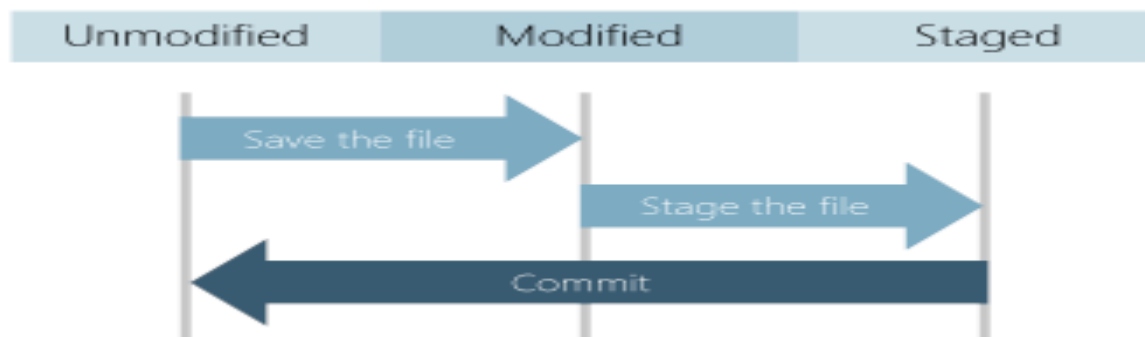 Unmodified
Modified
Staged
Save the file
Stage the file
Commit